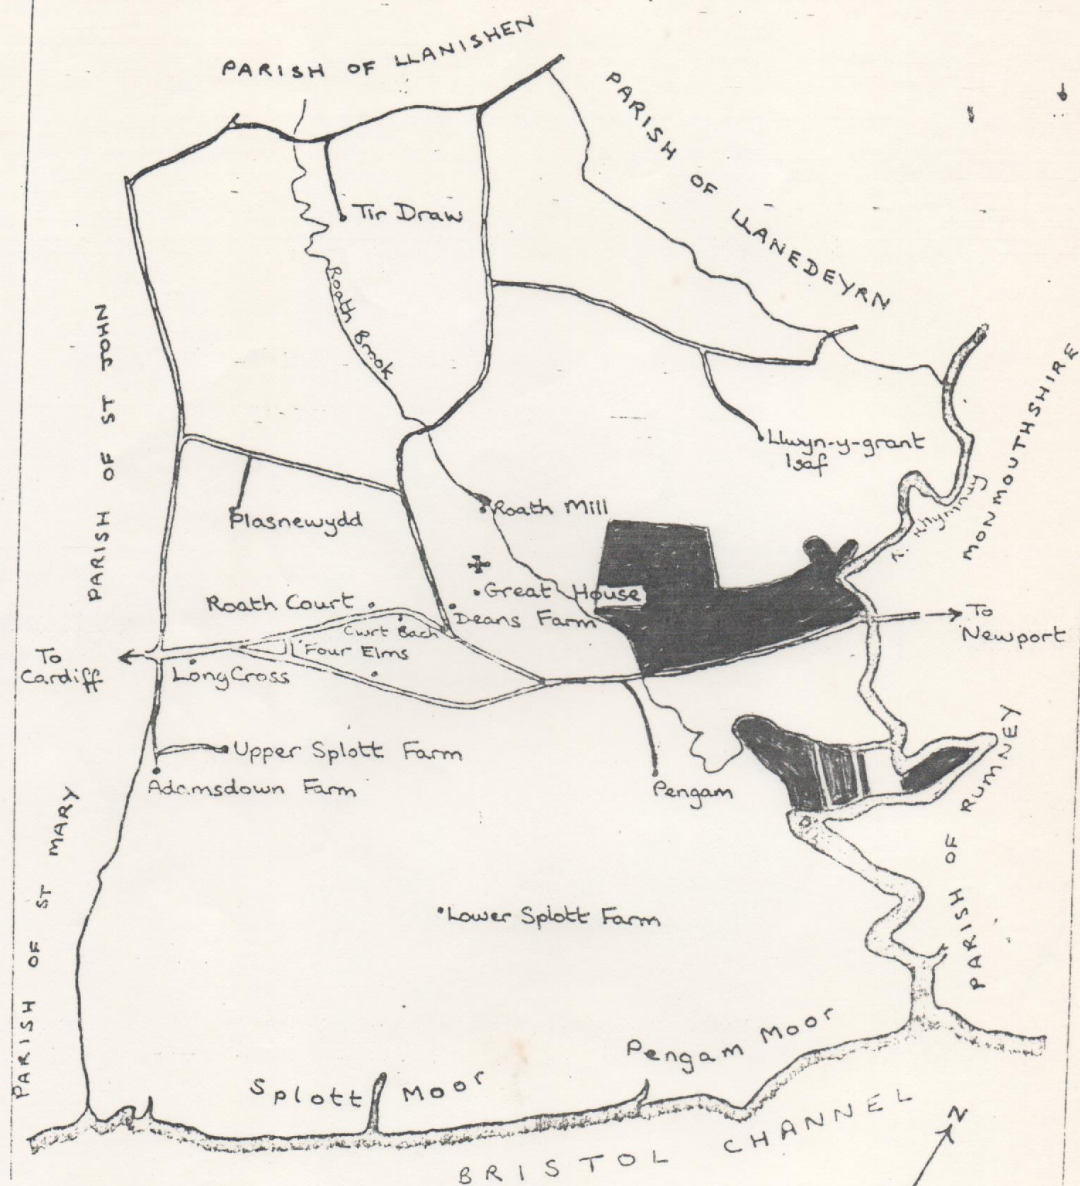 PARISH OF LLANISHEN
PARISH OF LLANEDEYRN
Tir Draw
Roath Brook
PARISH OF ST JOHN
MONMOUTHSHIRE
Llwyn-y-grant
Isaf
Plasnewydd
Roath Mill
R. Rhymney
Great House
Roath Court
Deans Farm
Cwrt Bach
Four Elms
To
Newport
To
Cardiff
Long Cross
Upper Splott Farm
Adamsdown Farm
Pengam
PARISH OF RUMNEY
PARISH OF ST MARY
Lower Splott Farm
Pengam Moor
Splott Moor
BRISTOL CHANNEL
N